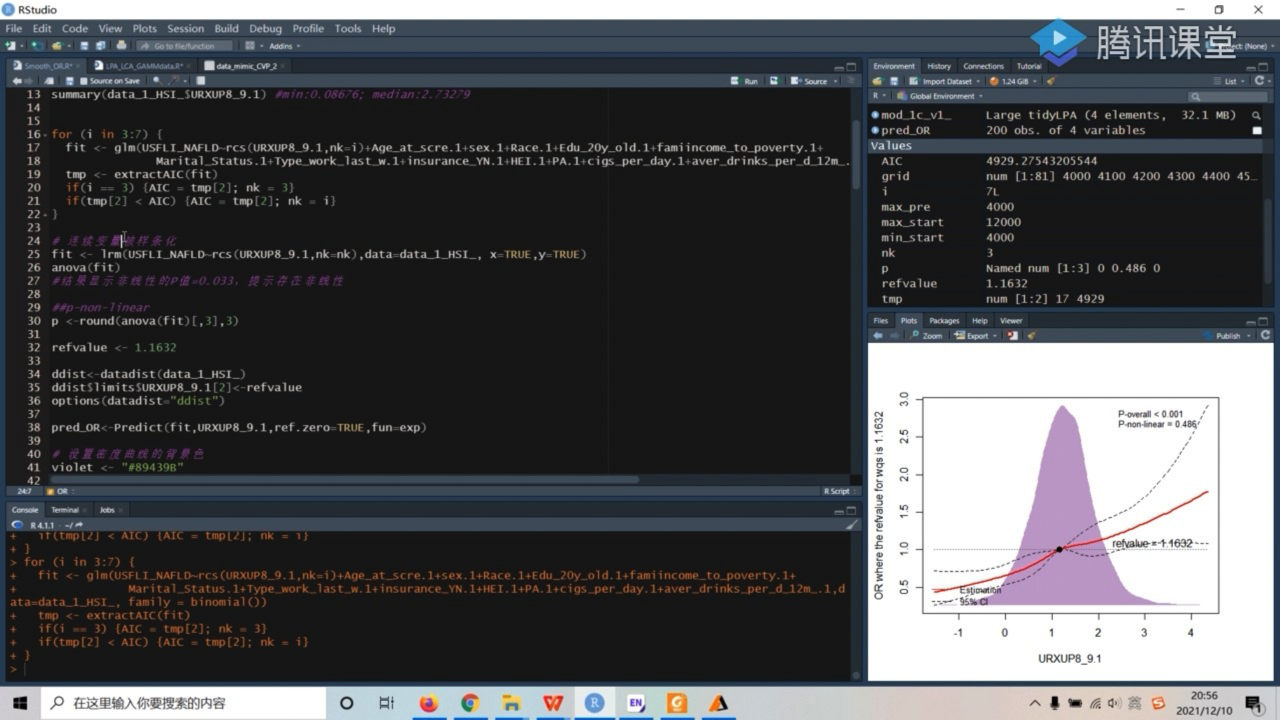 RStudio
File Edit Code View Plots Session Build Debug Profile Tools Help
Go to file/function Addins
腾讯课堂
Smooth_OR.R* LPA_LCA_GAMMdata.R* data_mimic_CVP_2
Source on Save Run Source
13 summary(data_1_HSI_$URXUP8_9.1) #min:0.08676; median:2.73279
14
15
16 for (i in 3:7) {
17 fit <- glm(USFLI_NAFLD~rcs(URXUP8_9.1,nk=i)+Age_at_scre.1+sex.1+Race.1+Edu_20y_old.1+famiincome_to_poverty.1+
18 Marital_Status.1+Type_work_last_w.1+insurance_YN.1+HEI.1+PA.1+cigs_per_day.1+aver_drinks_per_d_12m_.
19 tmp <- extractAIC(fit)
20 if(i == 3) {AIC = tmp[2]; nk = 3}
21 if(tmp[2] < AIC) {AIC = tmp[2]; nk = i}
22 }
23
24 # 连续变量被样条化
25 fit <- lrm(USFLI_NAFLD~rcs(URXUP8_9.1,nk=nk),data=data_1_HSI_, x=TRUE,y=TRUE)
26 anova(fit)
27 #结果显示非线性的P值=0.033, 提示存在非线性
28
29 ##p-non-linear
30 p <-round(anova(fit)[,3],3)
31
32 refvalue <- 1.1632
33
34 ddist<-datadist(data_1_HSI_)
35 ddist$limits$URXUP8_9.1[2]<-refvalue
36 options(datadist="ddist")
37
38 pred_OR<-Predict(fit,URXUP8_9.1,ref.zero=TRUE,fun=exp)
39
40 # 设置密度曲线的背景色
41 violet <- "#89439B"
42
24:7 OR R Script
Console Terminal Jobs
R 4.1.1 · ~/
+ if(tmp[2] < AIC) {AIC = tmp[2]; nk = i}
+ }
> for (i in 3:7) {
+ fit <- glm(USFLI_NAFLD~rcs(URXUP8_9.1,nk=i)+Age_at_scre.1+sex.1+Race.1+Edu_20y_old.1+famiincome_to_poverty.1+
+ Marital_Status.1+Type_work_last_w.1+insurance_YN.1+HEI.1+PA.1+cigs_per_day.1+aver_drinks_per_d_12m_.1,d
ata=data_1_HSI_, family = binomial())
+ tmp <- extractAIC(fit)
+ if(i == 3) {AIC = tmp[2]; nk = 3}
+ if(tmp[2] < AIC) {AIC = tmp[2]; nk = i}
+ }
>
Environment History Connections Tutorial
Import Dataset 1.24 GiB List
R Global Environment
mod_1c_v1_ Large tidyLPA (4 elements, 32.1 MB)
pred_OR 200 obs. of 4 variables
Values
AIC 4929.27543205544
grid num [1:81] 4000 4100 4200 4300 4400 45…
i 7L
max_pre 4000
max_start 12000
min_start 4000
nk 3
p Named num [1:3] 0 0.486 0
refvalue 1.1632
tmp num [1:2] 17 4929
Files Plots Packages Help Viewer
Zoom Export Publish
OR where the refvalue for wqs is 1.1632
3.0
2.5
2.0
1.5
1.0
0.5
P-overall < 0.001
P-non-linear = 0.486
refvalue = 1.1632
Estimation
95% CI
-1 0 1 2 3 4
URXUP8_9.1
在这里输入你要搜索的内容
EN
英
20:56
2021/12/10